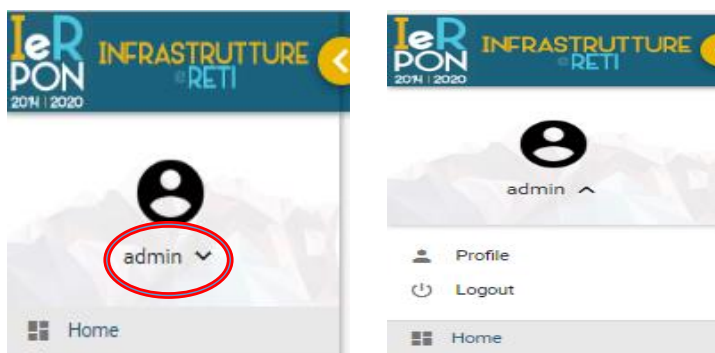 IeR
PON
2014 | 2020
INFRASTRUTTURE
e RETI
admin
Home
IeR
PON
2014 | 2020
INFRASTRUTTURE
e RETI
admin
Profile
Logout
Home